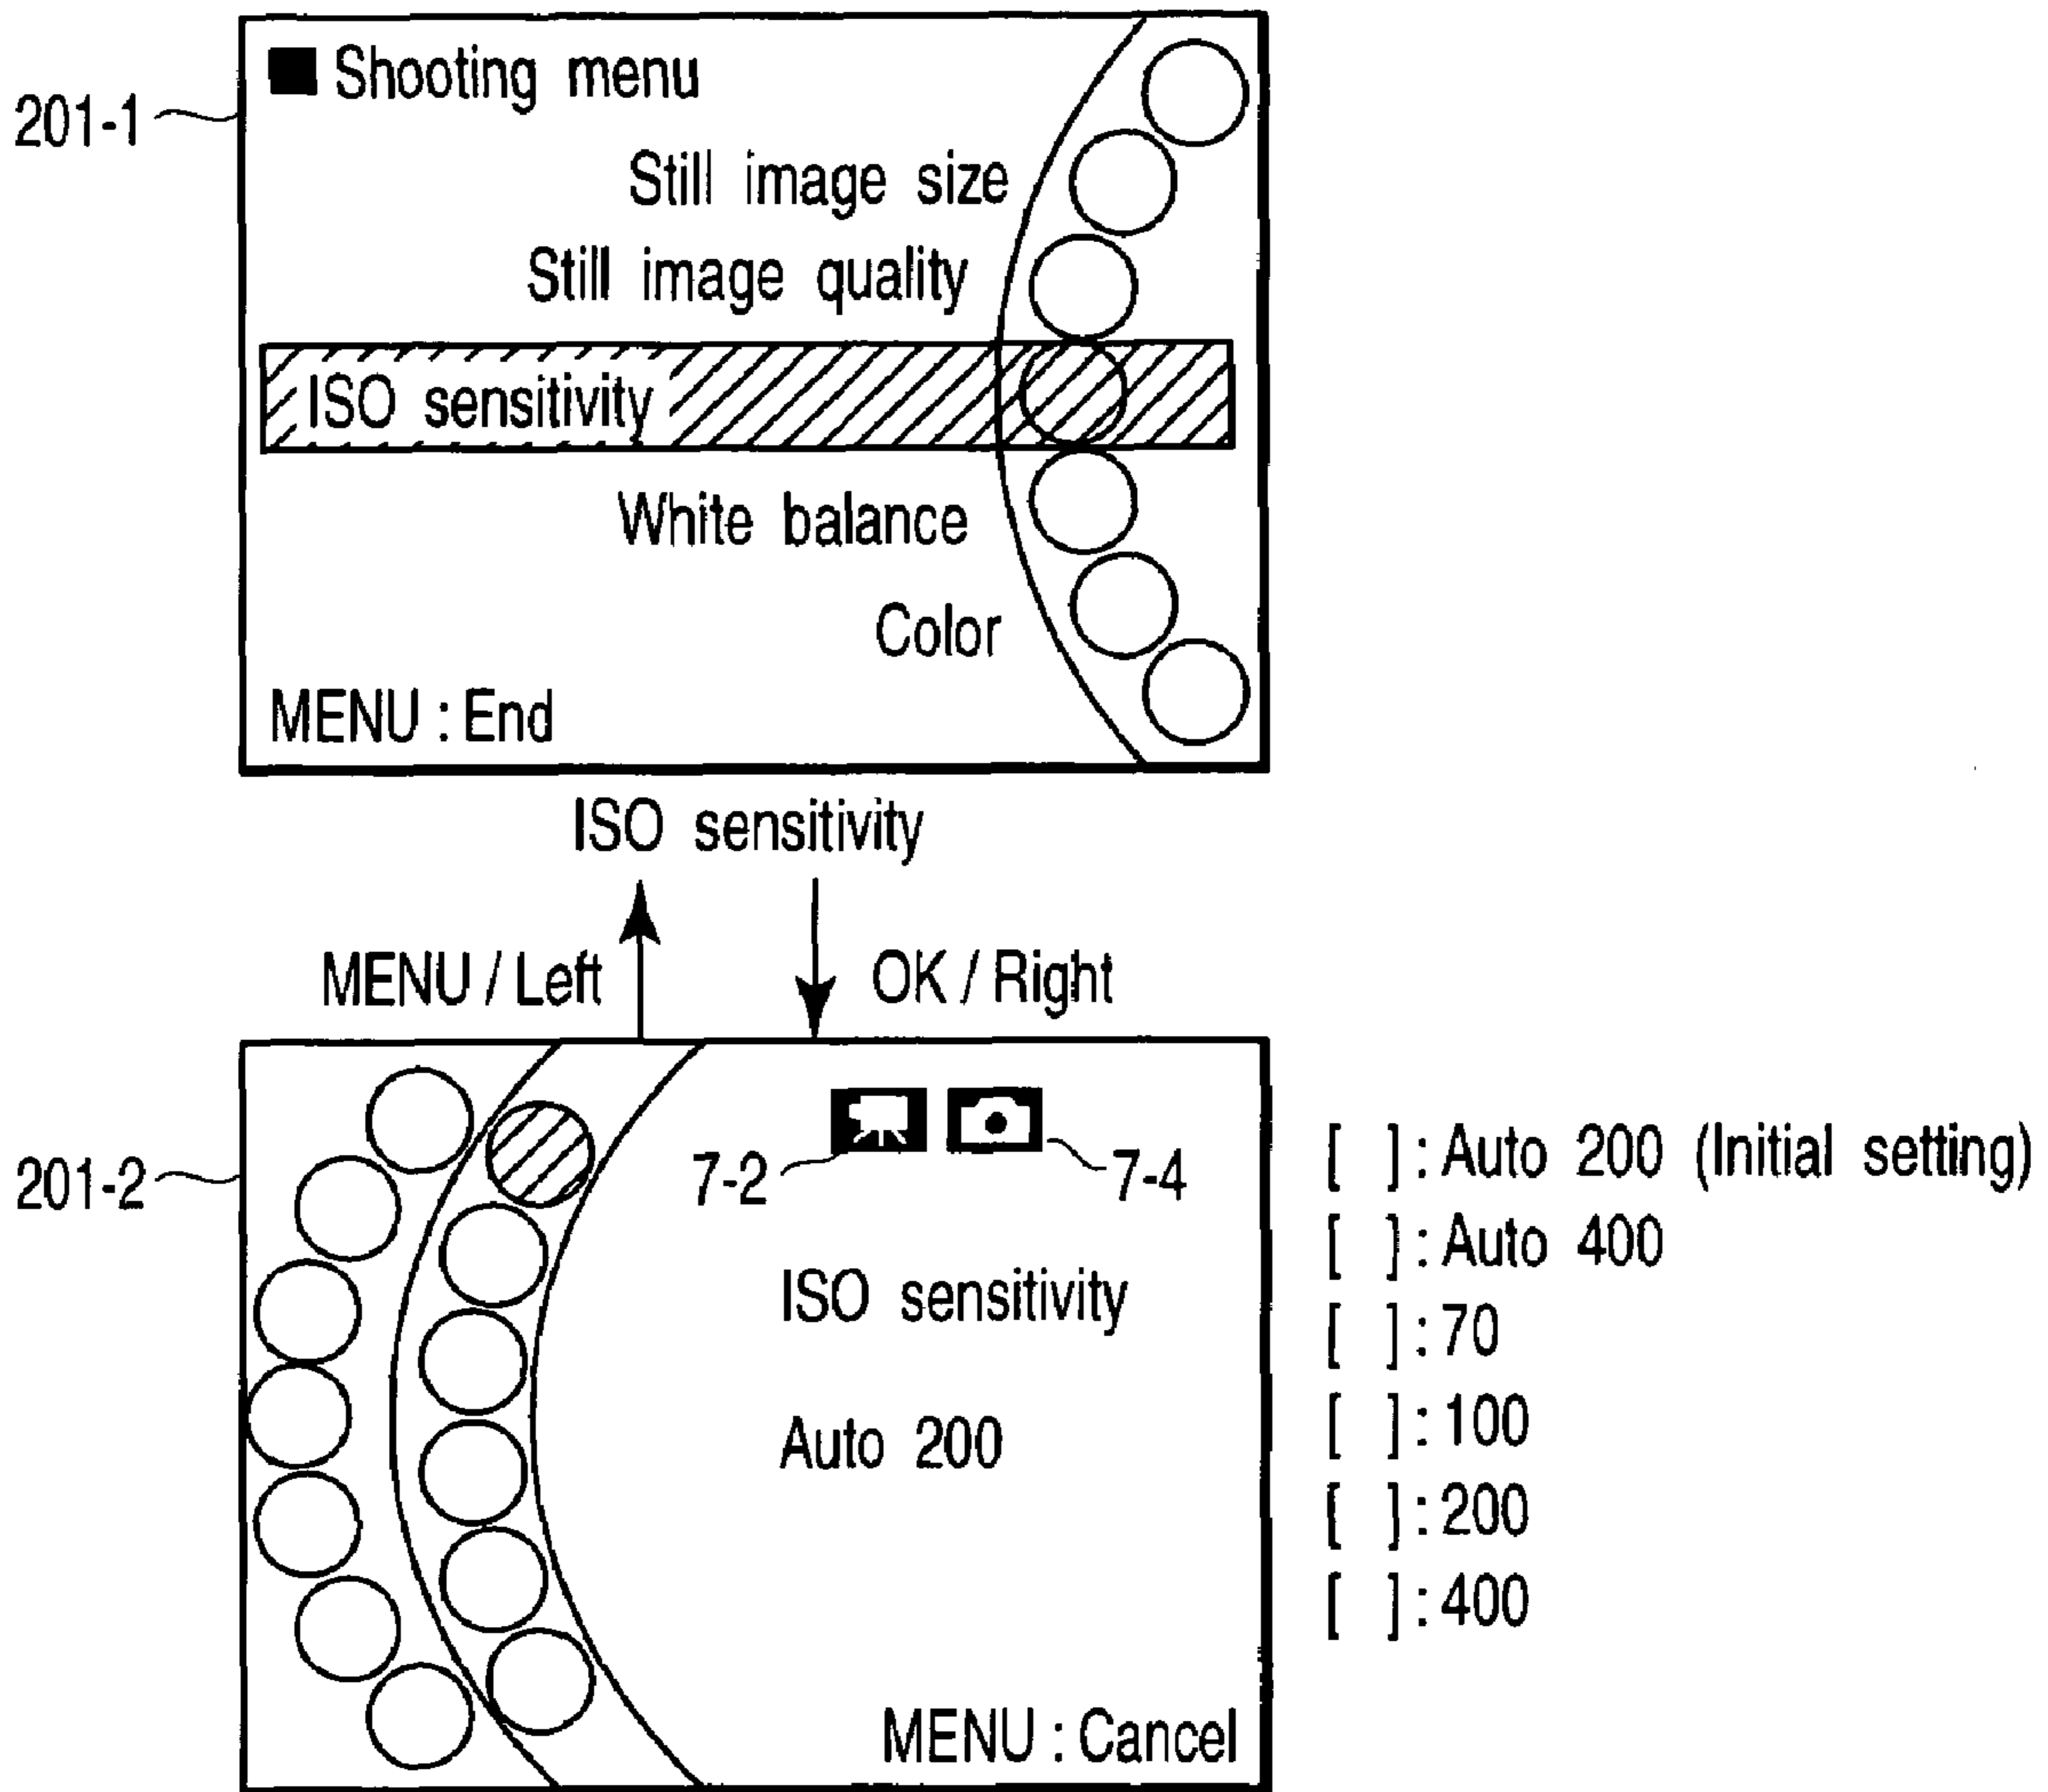 ■ Shooting menu
201-1
Still image size
Still image quality
ISO sensitivity
White balance
Color
MENU : End
ISO sensitivity
MENU / Left
OK / Right
201-2
7-2
7-4
ISO sensitivity
Auto 200
MENU : Cancel
[ ] : Auto 200 (Initial setting)
[ ] : Auto 400
[ ] : 70
[ ] : 100
[ ] : 200
[ ] : 400